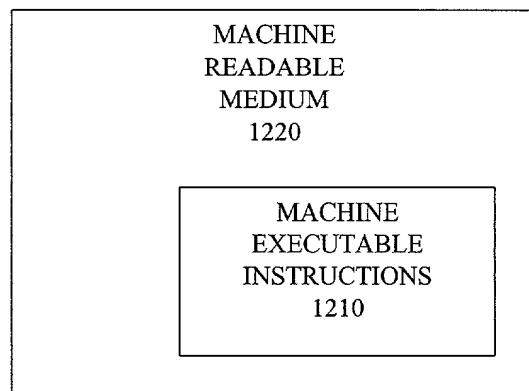 MACHINE
READABLE
MEDIUM
1220
MACHINE
EXECUTABLE
INSTRUCTIONS
1210